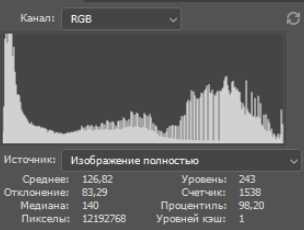 Канал: RGB
Источник: Изображение полностью
Среднее: 126,82 Уровень: 243
Отклонение: 83,29 Счетчик: 1538
Медиана: 140 Процентиль: 98,20
Пикселы: 12192768 Уровней кэш: 1